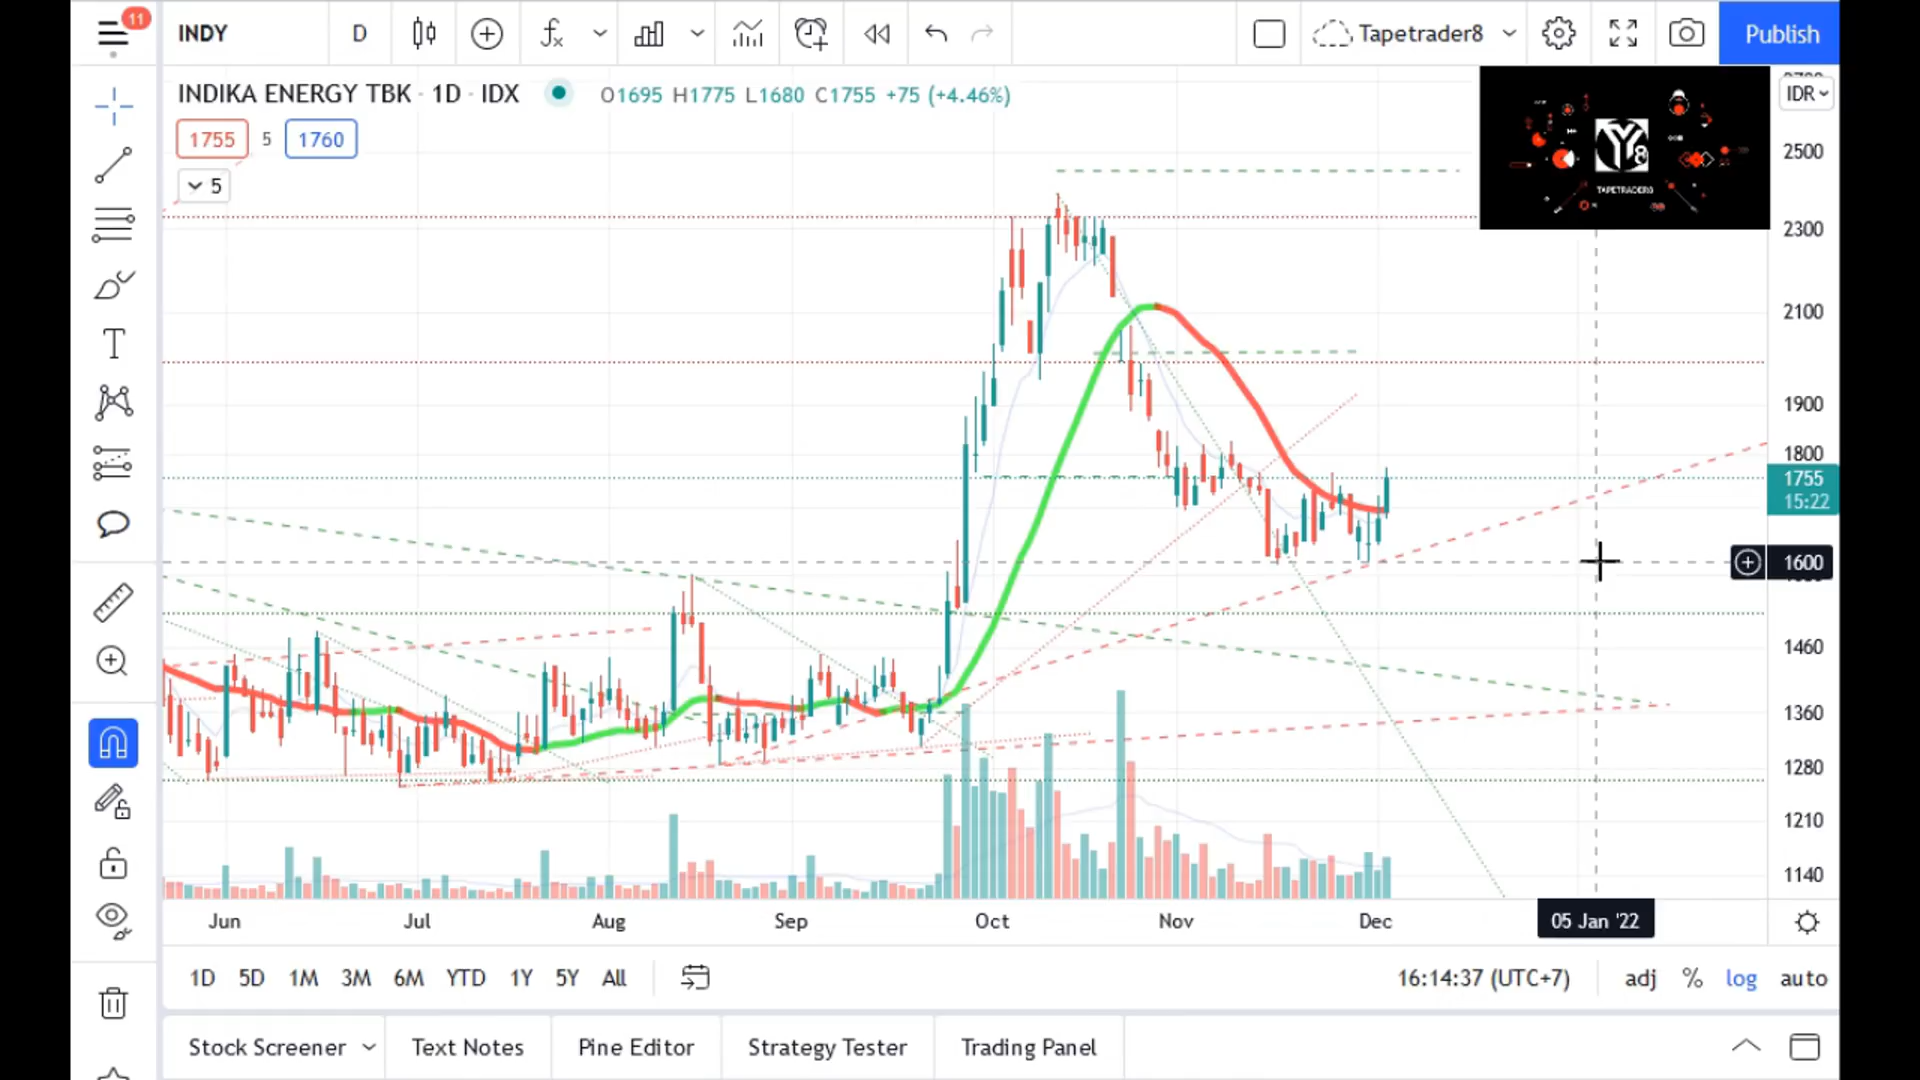 11
INDY D Tapetrader8 Publish
INDIKA ENERGY TBK · 1D · IDX O1695 H1775 L1680 C1755 +75 (+4.46%)
IDR
1755 5 1760
5
Y8
TAPETRADER8
2500
2300
2100
1900
1800
1755
15:22
1600
1460
1360
1280
1210
1140
Jun Jul Aug Sep Oct Nov Dec 05 Jan '22
1D 5D 1M 3M 6M YTD 1Y 5Y All 16:14:37 (UTC+7) adj % log auto
Stock Screener Text Notes Pine Editor Strategy Tester Trading Panel